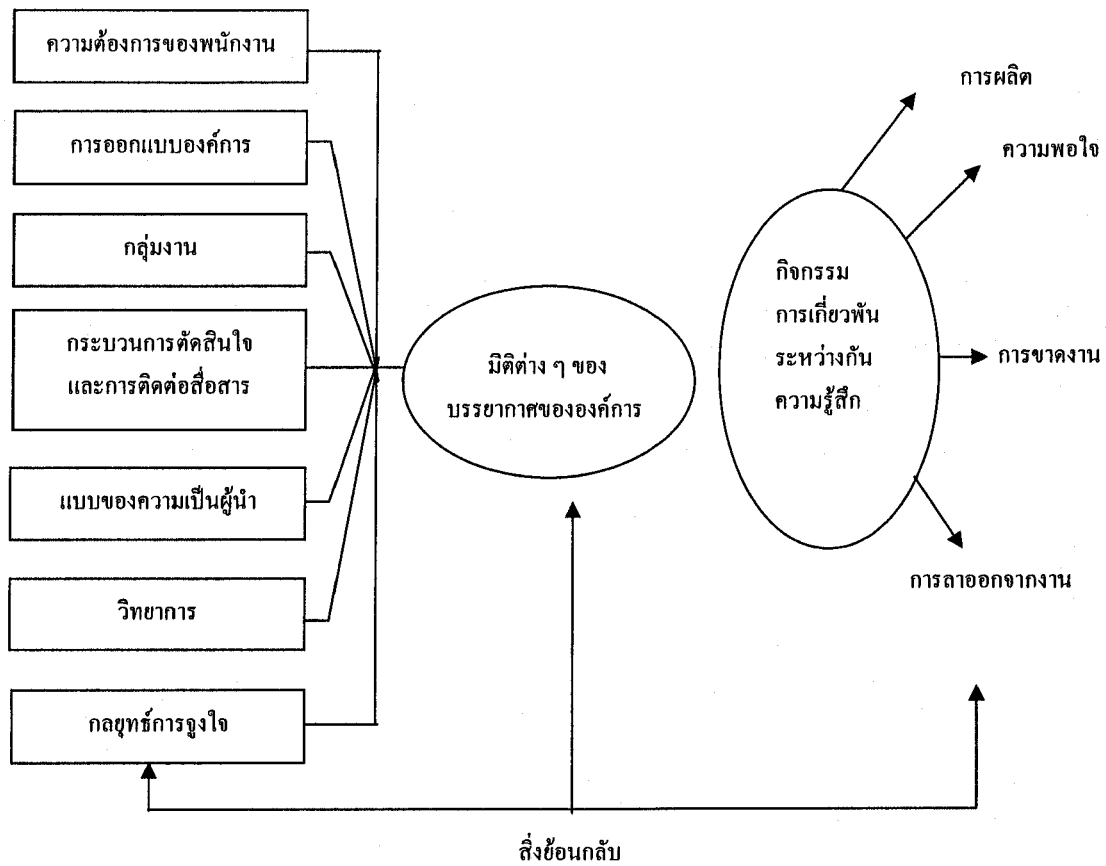 ความต้องการของพนักงาน
การออกแบบองค์การ
กลุ่มงาน
กระบวนการตัดสินใจ
และการติดต่อสื่อสาร
แบบของความเป็นผู้นำ
วิทยาการ
กลยุทธ์การจูงใจ
มิติต่าง ๆ ของ
บรรยากาศขององค์การ
กิจกรรม
การเกี่ยวพัน
ระหว่างกัน
ความรู้สึก
การผลิต
ความพอใจ
การขาดงาน
การลาออกจากงาน
สิ่งย้อนกลับ